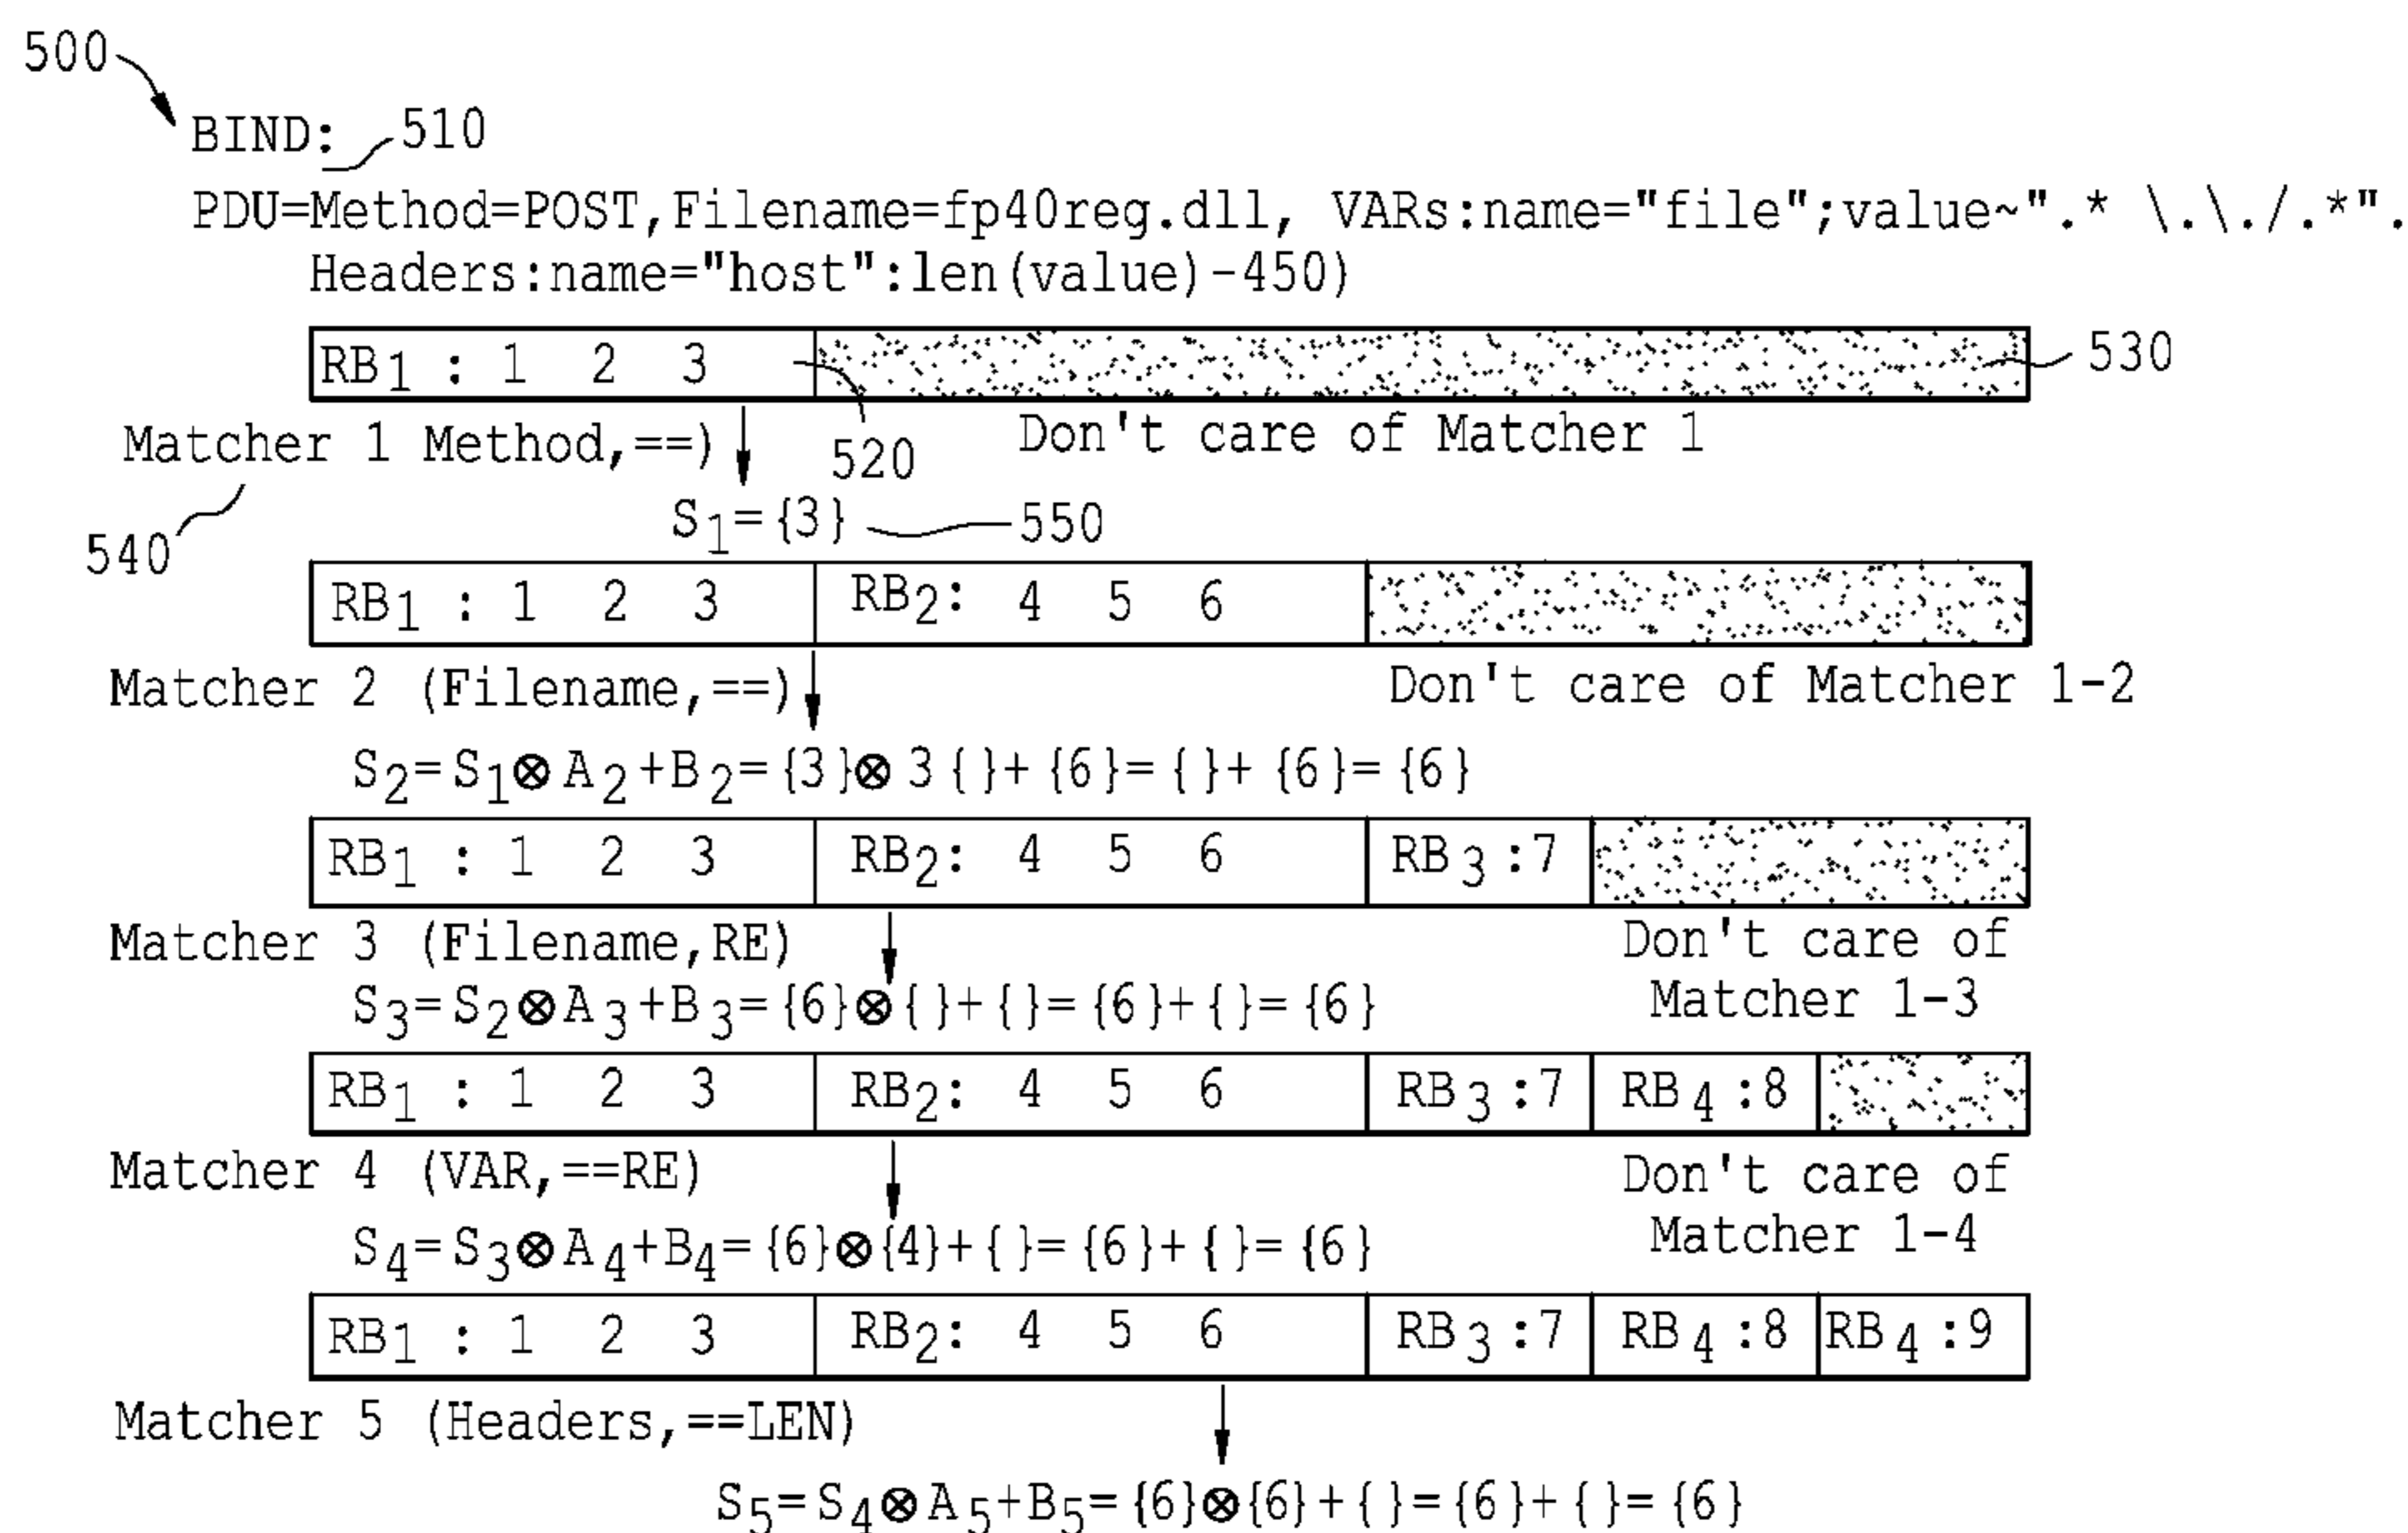 500
BIND:
510
PDU=Method=POST,Filename=fp40reg.dll, VARs:name="file";value~".* \.\./.*".
Headers:name="host":len(value)-450)
RB1 : 1 2 3
530
Matcher 1 Method,==)
520
Don't care of Matcher 1
S1={3}
550
540
RB1 : 1 2 3 RB2: 4 5 6
Matcher 2 (Filename,==)
Don't care of Matcher 1-2
S2=S1⊗A2+B2={3}⊗ 3{}+{6}={}+{6}={6}
RB1 : 1 2 3 RB2: 4 5 6 RB3:7
Matcher 3 (Filename,RE)
Don't care of
Matcher 1-3
S3=S2⊗A3+B3={6}⊗{}+{}={6}+{}={6}
RB1 : 1 2 3 RB2: 4 5 6 RB3:7 RB4:8
Matcher 4 (VAR,==RE)
Don't care of
Matcher 1-4
S4=S3⊗A4+B4={6}⊗{4}+{}={6}+{}={6}
RB1 : 1 2 3 RB2: 4 5 6 RB3:7 RB4:8 RB4:9
Matcher 5 (Headers,==LEN)
S5=S4⊗A5+B5={6}⊗{6}+{}={6}+{}={6}